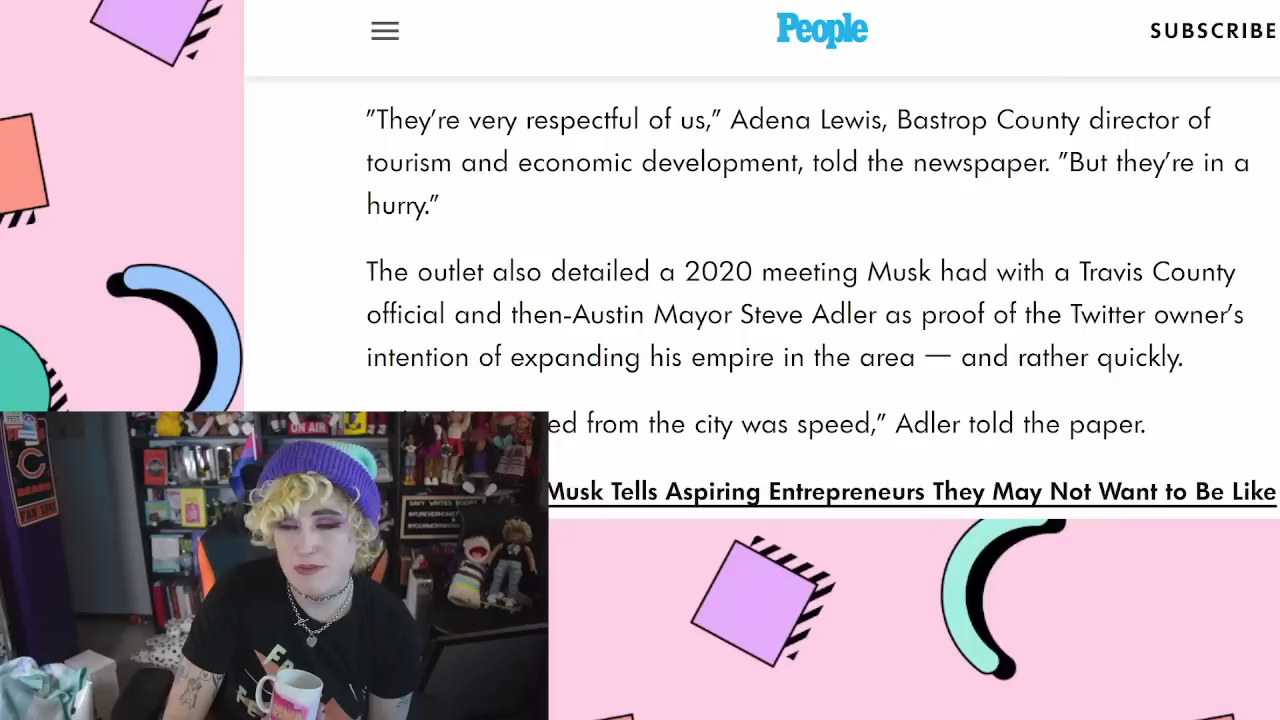 People
SUBSCRIBE
”They’re very respectful of us,” Adena Lewis, Bastrop County director of
tourism and economic development, told the newspaper. ”But they’re in a
hurry.”
The outlet also detailed a 2020 meeting Musk had with a Travis County
official and then-Austin Mayor Steve Adler as proof of the Twitter owner’s
intention of expanding his empire in the area — and rather quickly.
ed from the city was speed,” Adler told the paper.
Musk Tells Aspiring Entrepreneurs They May Not Want to Be Like
ON AIR
BEARS